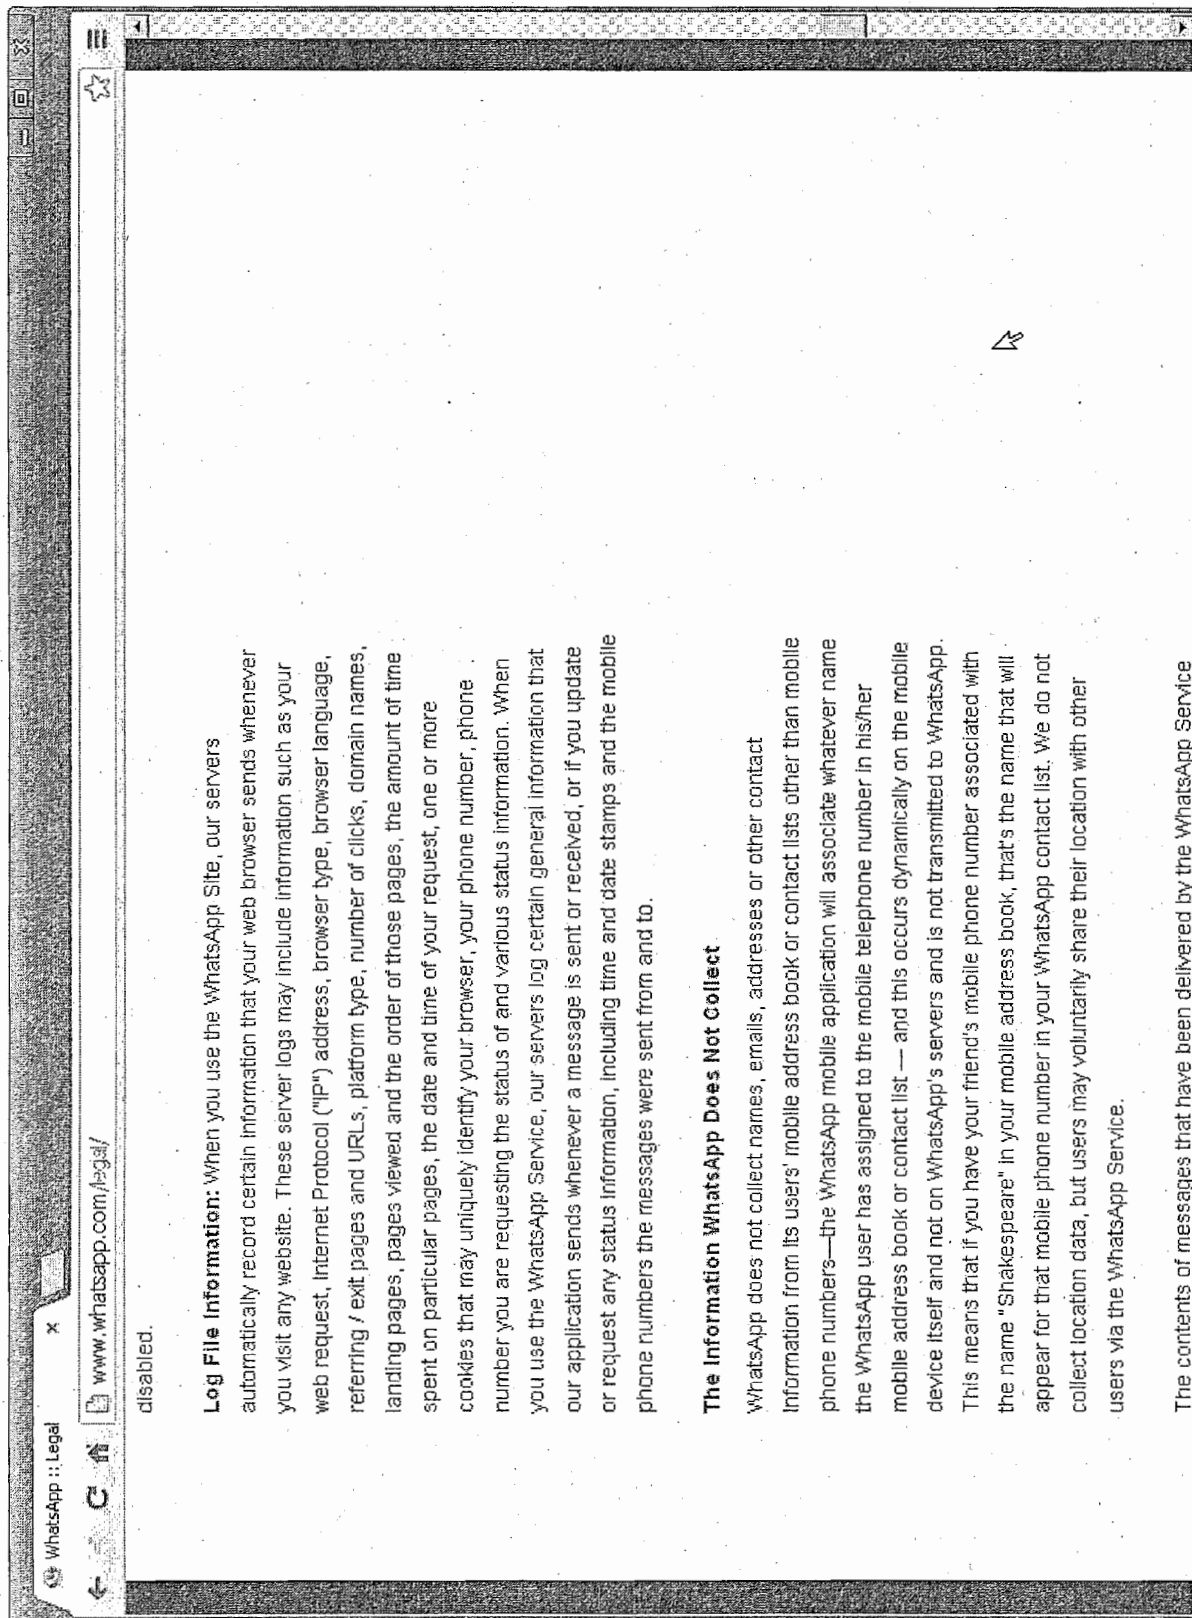 WhatsApp :: Legal
www.whatsapp.com/legal/
disabled.
Log File Information: When you use the WhatsApp Site, our servers
automatically record certain information that your web browser sends whenever
you visit any website. These server logs may include information such as your
web request, Internet Protocol ("IP") address, browser type, browser language,
referring / exit pages and URLs, platform type, number of clicks, domain names,
landing pages, pages viewed and the order of those pages, the amount of time
spent on particular pages, the date and time of your request, one or more
cookies that may uniquely identify your browser, your phone number, phone
number you are requesting the status of and various status information. When
you use the WhatsApp Service, our servers log certain general information that
our application sends whenever a message is sent or received, or if you update
or request any status information, including time and date stamps and the mobile
phone numbers the messages were sent from and to.
The Information WhatsApp Does Not Collect
WhatsApp does not collect names, emails, addresses or other contact
information from its users' mobile address book or contact lists other than mobile
phone numbers—the WhatsApp mobile application will associate whatever name
the WhatsApp user has assigned to the mobile telephone number in his/her
mobile address book or contact list — and this occurs dynamically on the mobile
device itself and not on WhatsApp's servers and is not transmitted to WhatsApp.
This means that if you have your friend's mobile phone number associated with
the name "Shakespeare" in your mobile address book, that's the name that will
appear for that mobile phone number in your WhatsApp contact list. We do not
collect location data, but users may voluntarily share their location with other
users via the WhatsApp Service.
The contents of messages that have been delivered by the WhatsApp Service